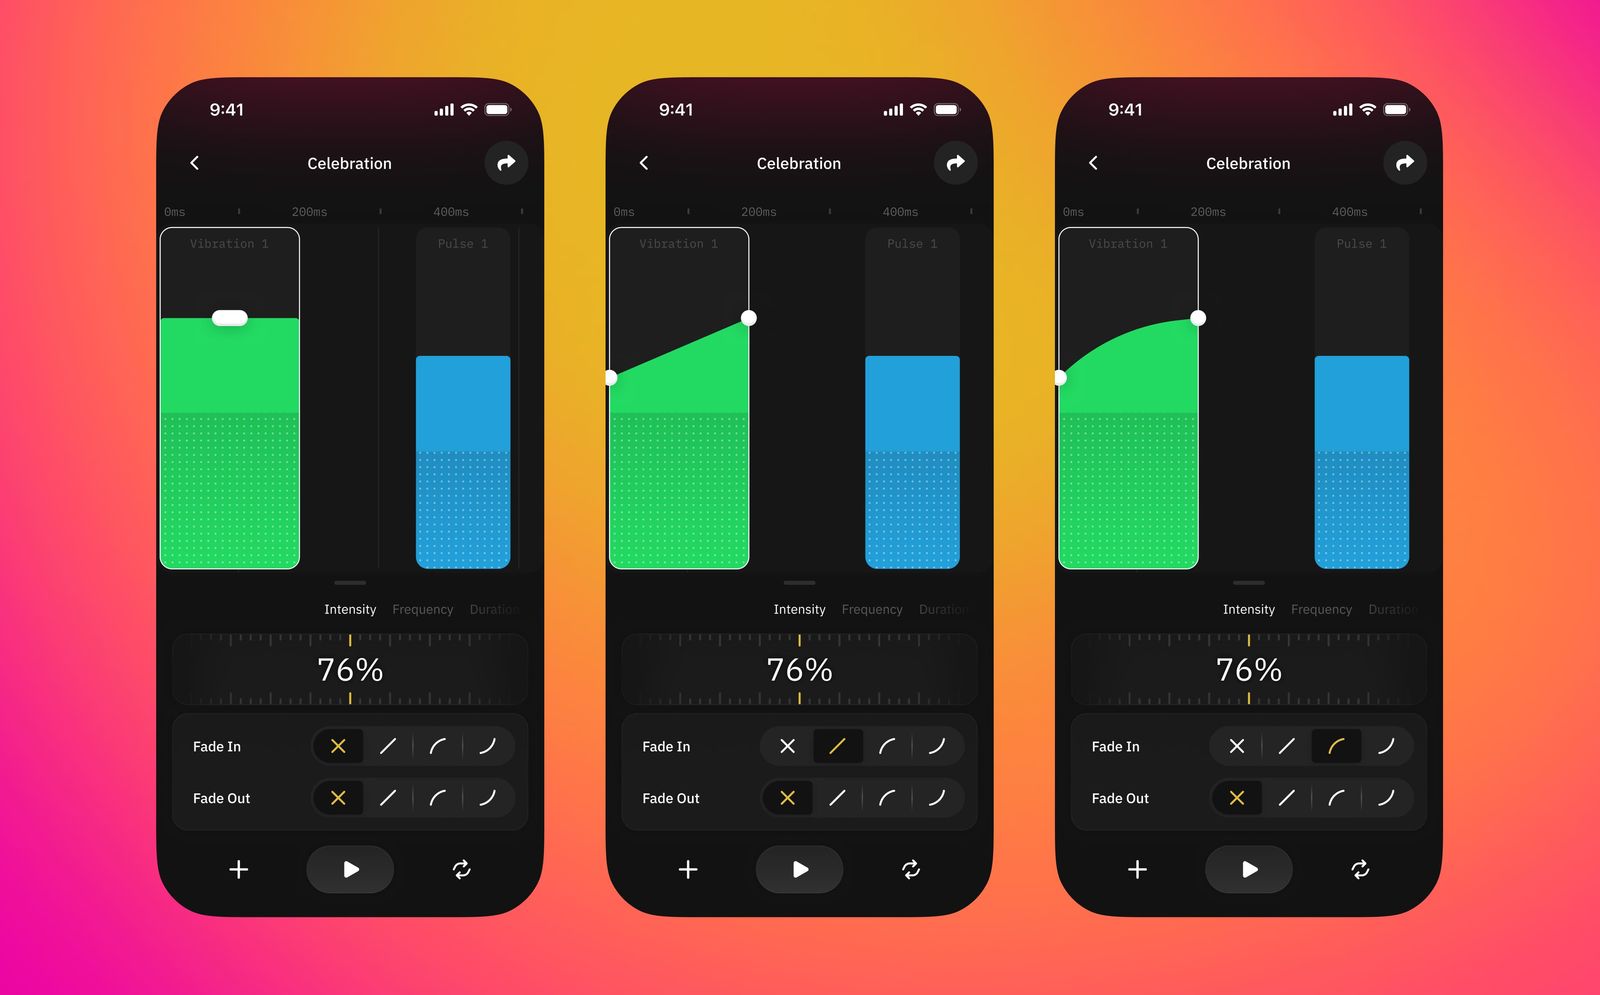 9:41
Celebration
0ms 200ms 400ms
Vibration 1 Pulse 1
Intensity Frequency Duration
76%
Fade In
Fade Out
9:41
Celebration
0ms 200ms 400ms
Vibration 1 Pulse 1
Intensity Frequency Duration
76%
Fade In
Fade Out
9:41
Celebration
0ms 200ms 400ms
Vibration 1 Pulse 1
Intensity Frequency Duration
76%
Fade In
Fade Out